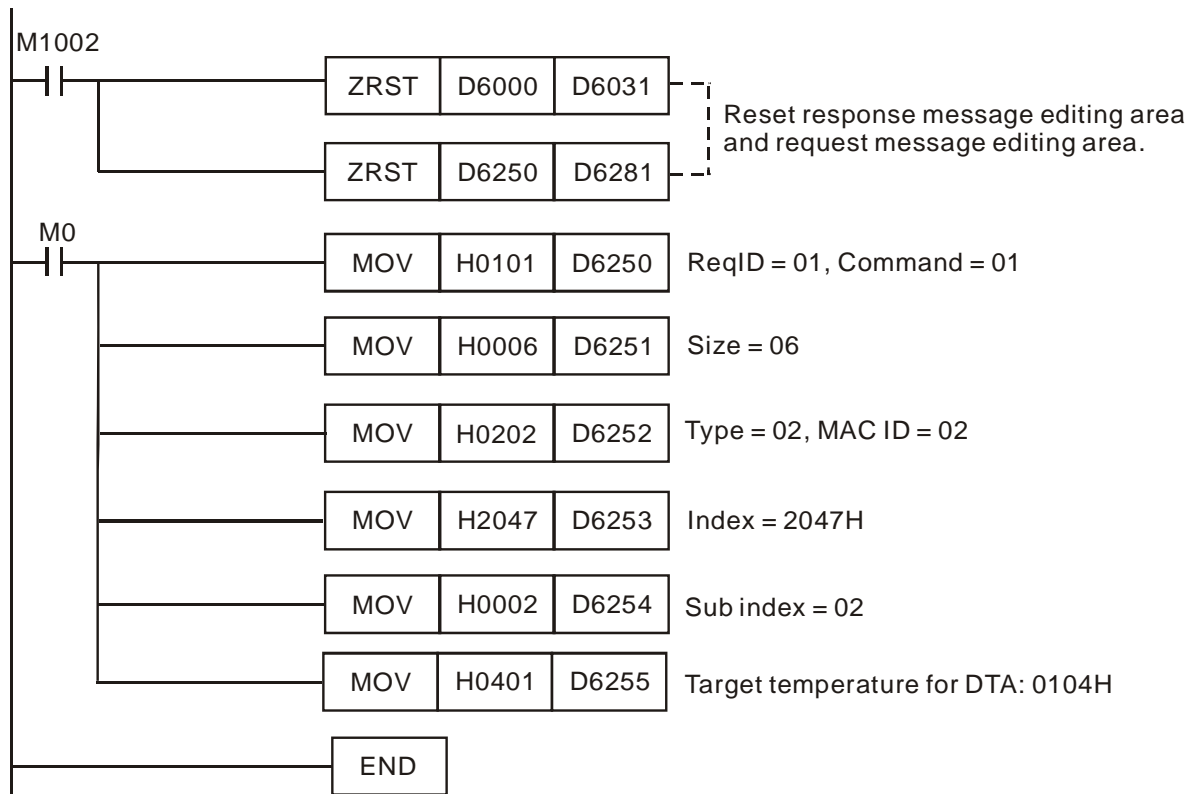 M1002
ZRST D6000 D6031
Reset response message editing area
and request message editing area.
ZRST D6250 D6281
M0
MOV H0101 D6250 ReqID = 01, Command = 01
MOV H0006 D6251 Size = 06
MOV H0202 D6252 Type = 02, MAC ID = 02
MOV H2047 D6253 Index = 2047H
MOV H0002 D6254 Sub index = 02
MOV H0401 D6255 Target temperature for DTA: 0104H
END